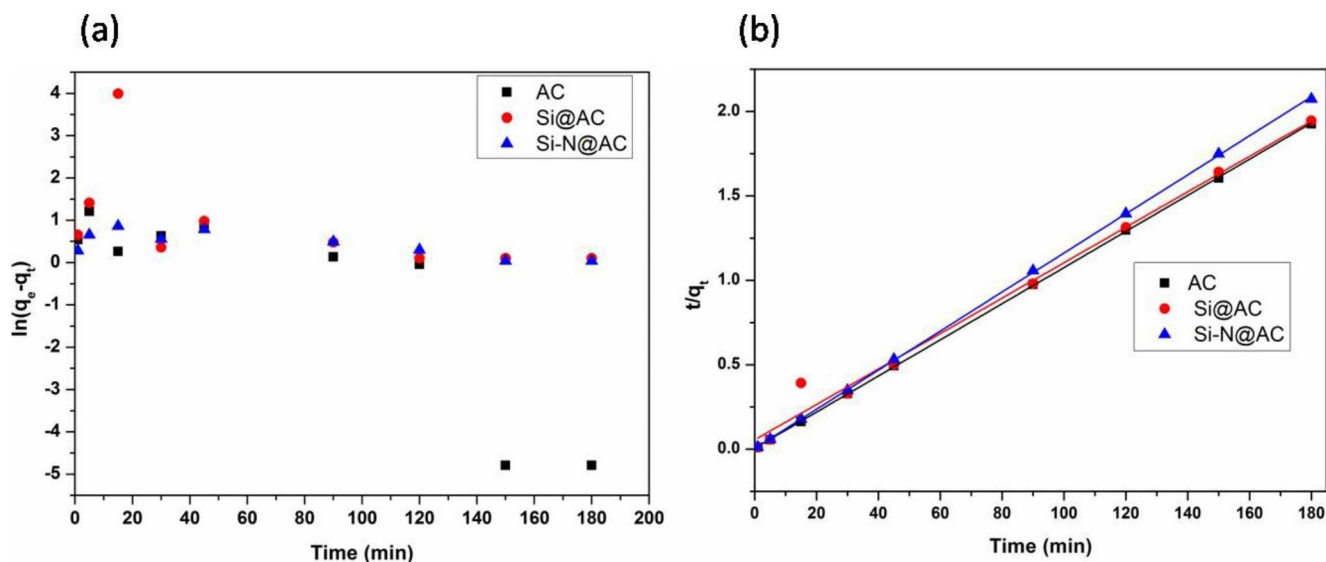 (a)
4
3
2
1
0
-1
-2
-3
-4
-5
ln(qe-qt)
0 20 40 60 80 100 120 140 160 180 200
Time (min)
AC
Si@AC
Si-N@AC
(b)
2.0
1.5
1.0
0.5
0.0
t/qt
0 20 40 60 80 100 120 140 160 180
Time (min)
AC
Si@AC
Si-N@AC